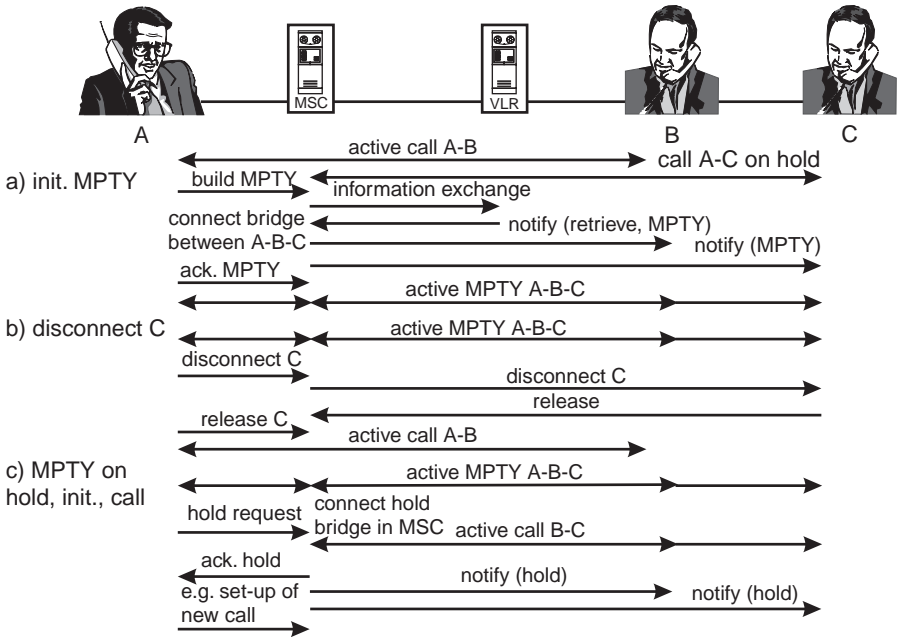 MSC
VLR
A
B
C
active call A-B
call A-C on hold
a) init. MPTY
build MPTY
information exchange
connect bridge
between A-B-C
notify (retrieve, MPTY)
notify (MPTY)
ack. MPTY
active MPTY A-B-C
b) disconnect C
active MPTY A-B-C
disconnect C
disconnect C
release
release C
active call A-B
c) MPTY on
hold, init., call
active MPTY A-B-C
hold request
connect hold
bridge in MSC
active call B-C
ack. hold
notify (hold)
e.g. set-up of
new call
notify (hold)